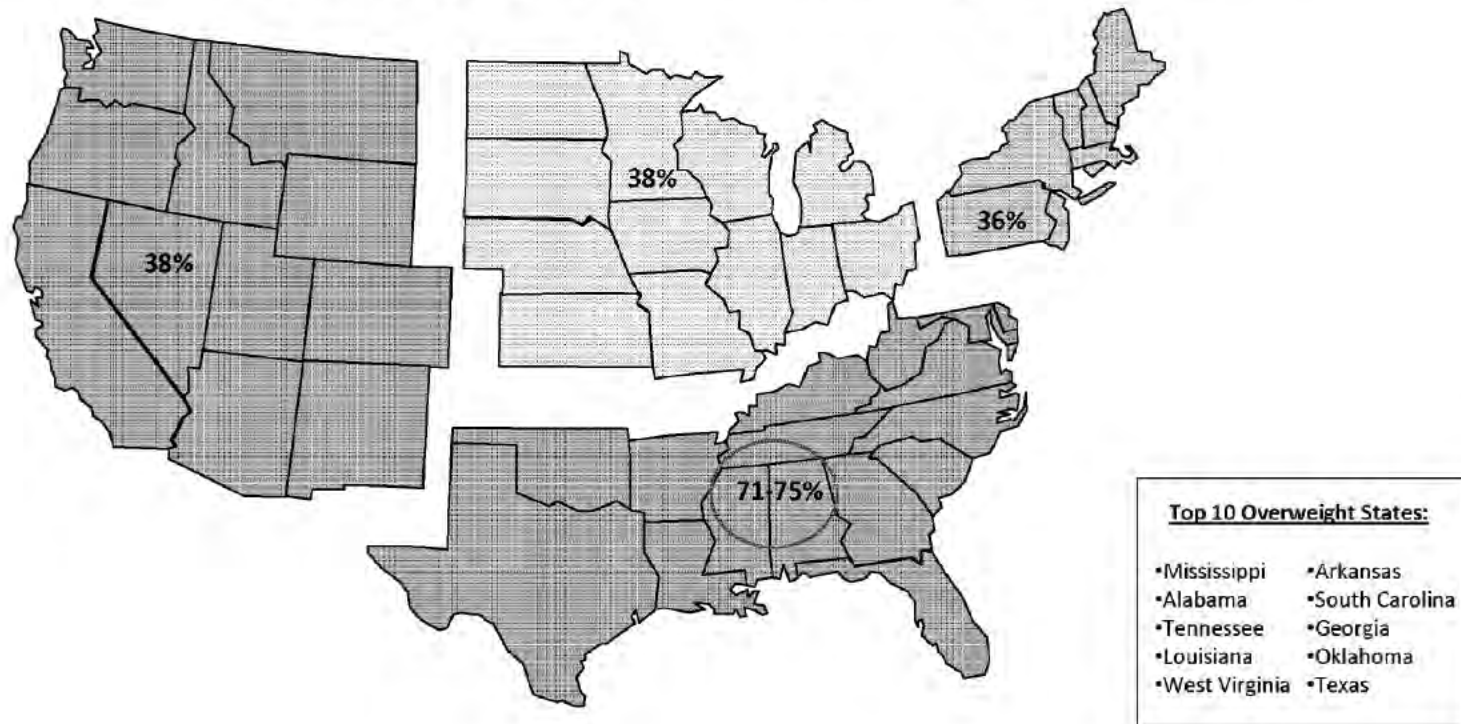 38%
36%
38%
71-75%
Top 10 Overweight States:
•Mississippi •Arkansas
•Alabama •South Carolina
•Tennessee •Georgia
•Louisiana •Oklahoma
•West Virginia •Texas